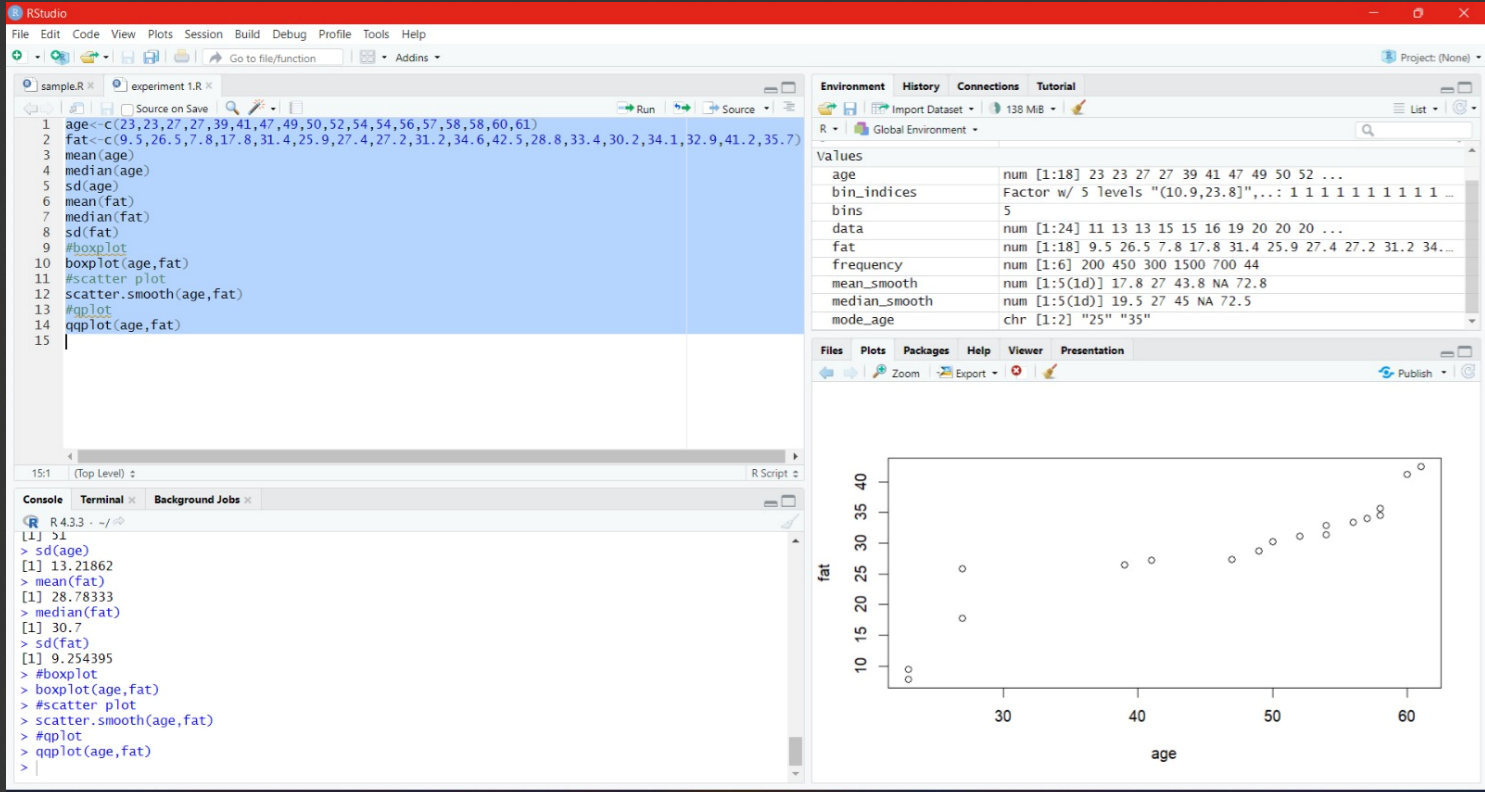 RStudio
File Edit Code View Plots Session Build Debug Profile Tools Help
Go to file/function Addins Project: (None)
sample.R experiment 1.R
Source on Save Run Source
1 age<-c(23,23,27,27,39,41,47,49,50,52,54,54,56,57,58,58,60,61)
2 fat<-c(9.5,26.5,7.8,17.8,31.4,25.9,27.4,27.2,31.2,34.6,42.5,28.8,33.4,30.2,34.1,32.9,41.2,35.7)
3 mean(age)
4 median(age)
5 sd(age)
6 mean(fat)
7 median(fat)
8 sd(fat)
9 #boxplot
10 boxplot(age,fat)
11 #scatter plot
12 scatter.smooth(age,fat)
13 #qplot
14 qqplot(age,fat)
15
15:1 (Top Level) R Script
Console Terminal Background Jobs
R 4.3.3 · ~/
[1] 51
> sd(age)
[1] 13.21862
> mean(fat)
[1] 28.78333
> median(fat)
[1] 30.7
> sd(fat)
[1] 9.254395
> #boxplot
> boxplot(age,fat)
> #scatter plot
> scatter.smooth(age,fat)
> #qplot
> qqplot(age,fat)
>
Environment History Connections Tutorial
Import Dataset 138 MiB List
R Global Environment
Values
age num [1:18] 23 23 27 27 39 41 47 49 50 52 ...
bin_indices Factor w/ 5 levels "(10.9,23.8]",..: 1 1 1 1 1 1 1 1 1 1 …
bins 5
data num [1:24] 11 13 13 15 15 16 19 20 20 20 ...
fat num [1:18] 9.5 26.5 7.8 17.8 31.4 25.9 27.4 27.2 31.2 34.…
frequency num [1:6] 200 450 300 1500 700 44
mean_smooth num [1:5(1d)] 17.8 27 43.8 NA 72.8
median_smooth num [1:5(1d)] 19.5 27 45 NA 72.5
mode_age chr [1:2] "25" "35"
Files Plots Packages Help Viewer Presentation
Zoom Export Publish
fat
40
35
30
25
20
15
10
30 40 50 60
age